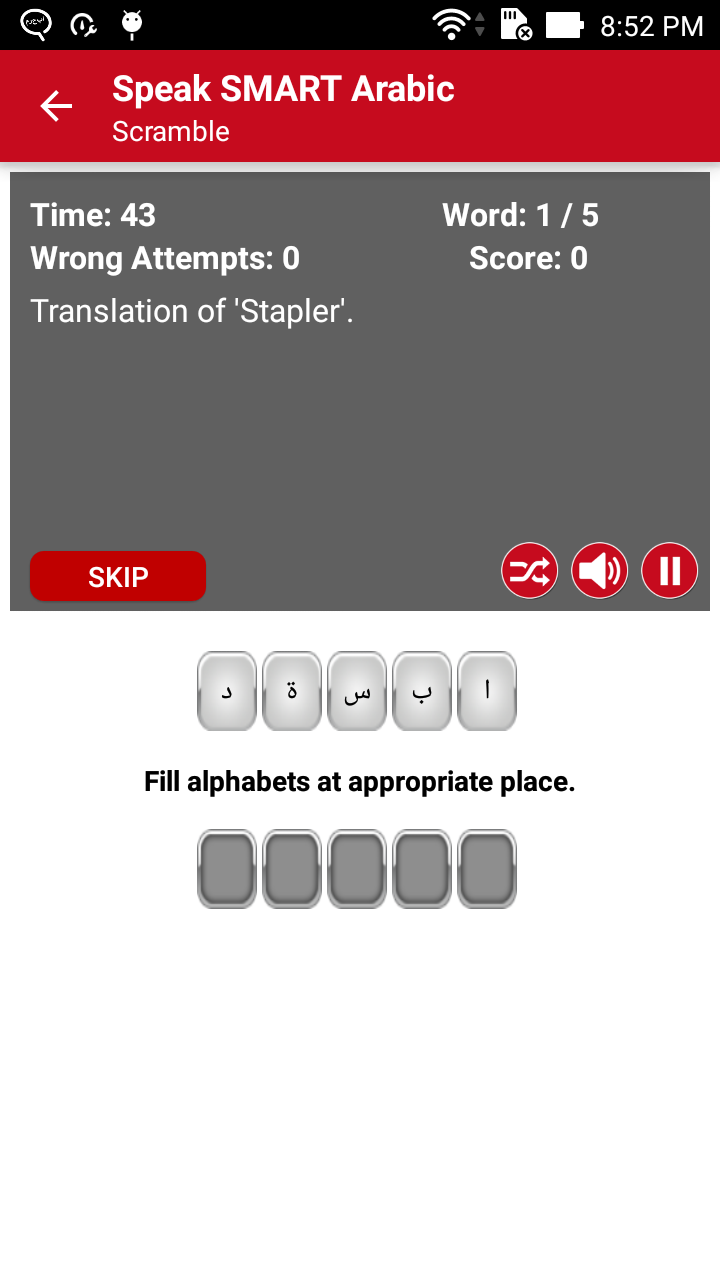 8:52 PM
Speak SMART Arabic
Scramble
Time: 43
Word: 1 / 5
Wrong Attempts: 0
Score: 0
Translation of 'Stapler'.
SKIP
د ة س ب ا
Fill alphabets at appropriate place.